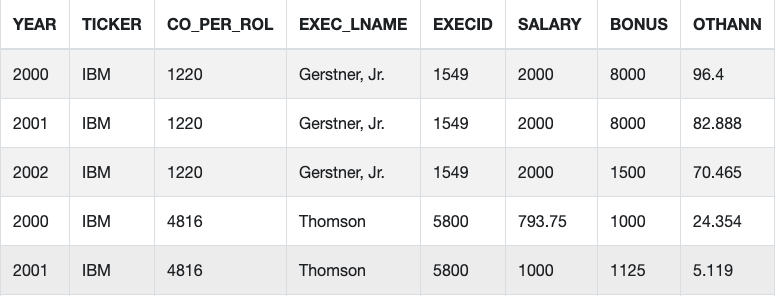 YEAR TICKER CO_PER_ROL EXEC_LNAME EXECID SALARY BONUS OTHANN
2000 IBM 1220 Gerstner, Jr. 1549 2000 8000 96.4
2001 IBM 1220 Gerstner, Jr. 1549 2000 8000 82.888
2002 IBM 1220 Gerstner, Jr. 1549 2000 1500 70.465
2000 IBM 4816 Thomson 5800 793.75 1000 24.354
2001 IBM 4816 Thomson 5800 1000 1125 5.119